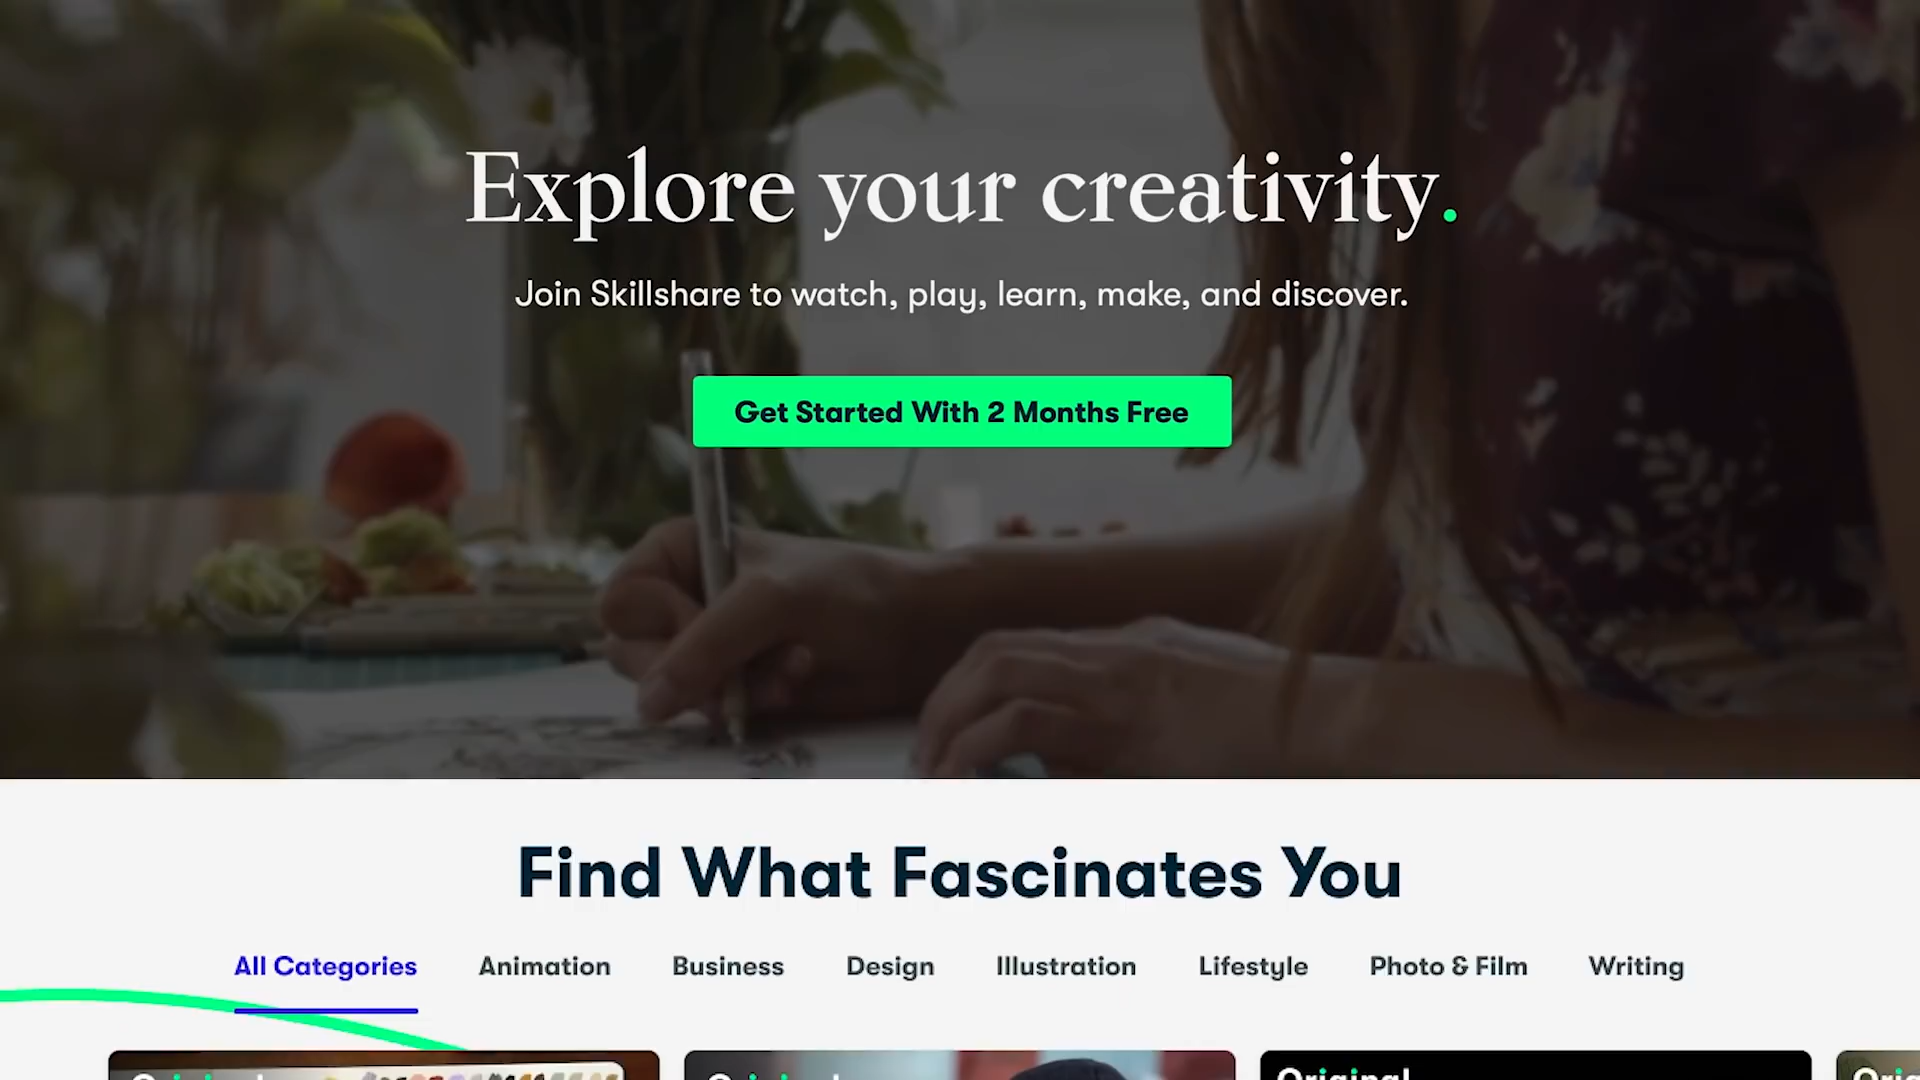 Explore your creativity.
Join Skillshare to watch, play, learn, make, and discover.
Get Started With 2 Months Free
Find What Fascinates You
All Categories Animation Business Design Illustration Lifestyle Photo & Film Writing
Original